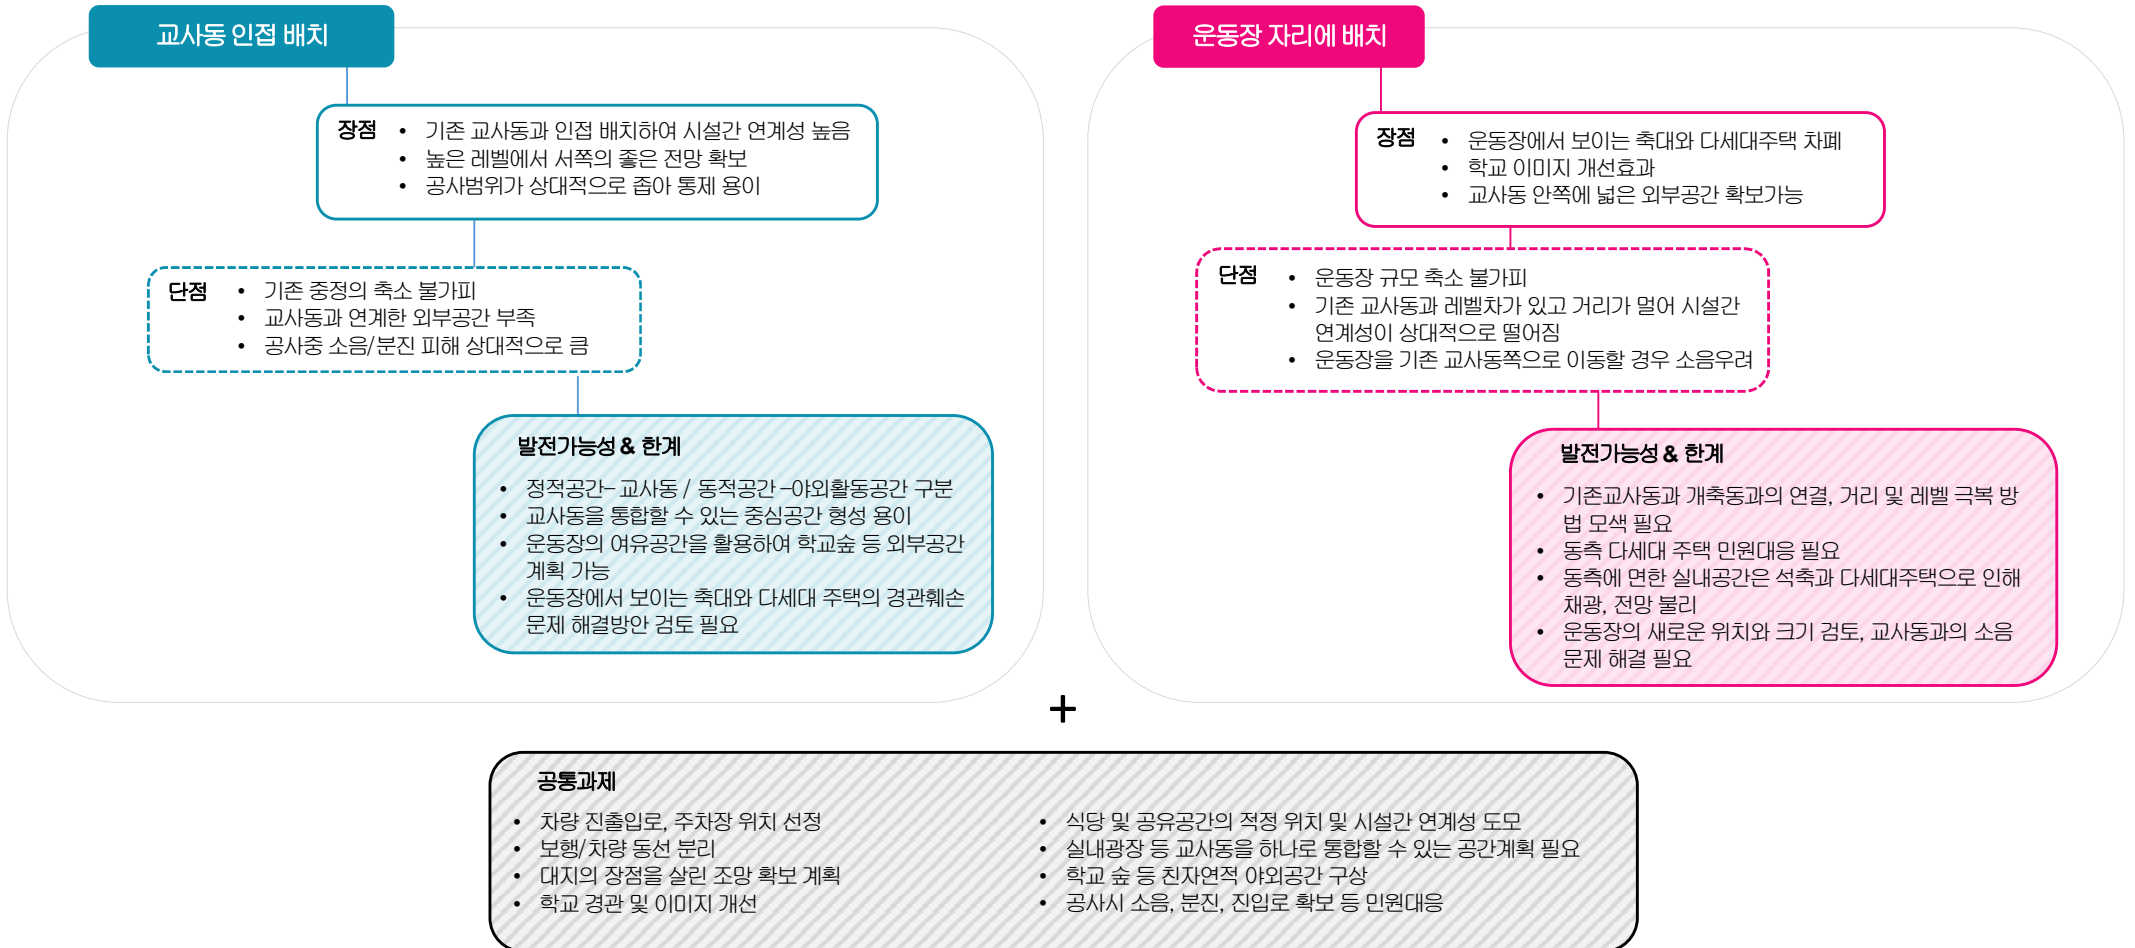 교사동 인접 배치
장점
• 기존 교사동과 인접 배치하여 시설간 연계성 높음
• 높은 레벨에서 서쪽의 좋은 전망 확보
• 공사범위가 상대적으로 좁아 통제 용이
단점
• 기존 중정의 축소 불가피
• 교사동과 연계한 외부공간 부족
• 공사중 소음/분진 피해 상대적으로 큼
발전가능성 & 한계
• 정적공간– 교사동 / 동적공간 –야외활동공간 구분
• 교사동을 통합할 수 있는 중심공간 형성 용이
• 운동장의 여유공간을 활용하여 학교숲 등 외부공간
계획 가능
• 운동장에서 보이는 축대와 다세대 주택의 경관훼손
문제 해결방안 검토 필요
운동장 자리에 배치
장점
• 운동장에서 보이는 축대와 다세대주택 차폐
• 학교 이미지 개선효과
• 교사동 안쪽에 넓은 외부공간 확보가능
단점
• 운동장 규모 축소 불가피
• 기존 교사동과 레벨차가 있고 거리가 멀어 시설간
연계성이 상대적으로 떨어짐
• 운동장을 기존 교사동쪽으로 이동할 경우 소음우려
발전가능성 & 한계
• 기존교사동과 개축동과의 연결, 거리 및 레벨 극복 방
법 모색 필요
• 동측 다세대 주택 민원대응 필요
• 동측에 면한 실내공간은 석축과 다세대주택으로 인해
채광, 전망 불리
• 운동장의 새로운 위치와 크기 검토, 교사동과의 소음
문제 해결 필요
+
공통과제
• 차량 진출입로, 주차장 위치 선정
• 보행/차량 동선 분리
• 대지의 장점을 살린 조망 확보 계획
• 학교 경관 및 이미지 개선
• 식당 및 공유공간의 적정 위치 및 시설간 연계성 도모
• 실내광장 등 교사동을 하나로 통합할 수 있는 공간계획 필요
• 학교 숲 등 친자연적 야외공간 구상
• 공사시 소음, 분진, 진입로 확보 등 민원대응